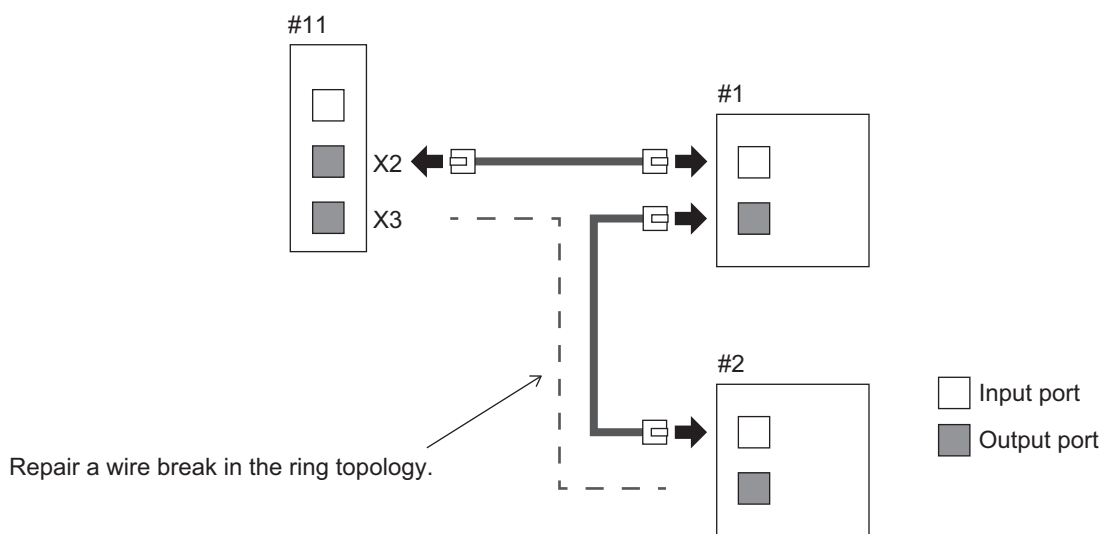 #11
#1
X2
X3
#2
Input port
Output port
Repair a wire break in the ring topology.